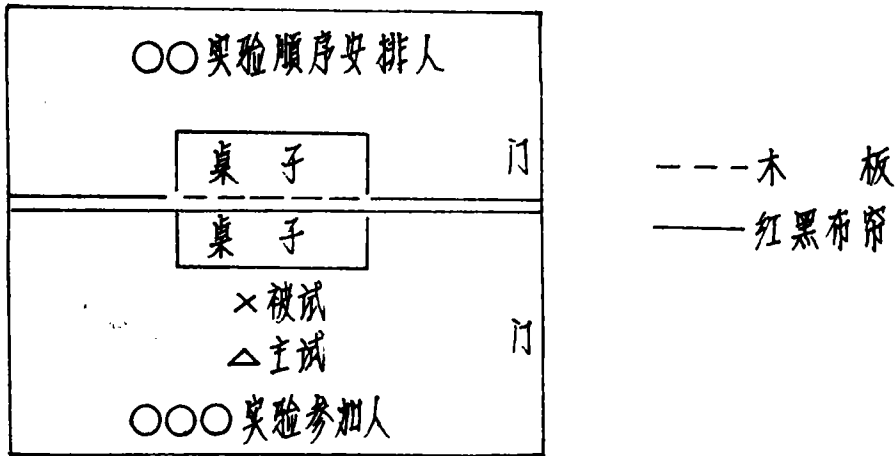 ○○实验顺序安排人
桌 子
门
---木 板
桌 子
——红黑布帘
×被试
△主试
门
○○○实验参加人